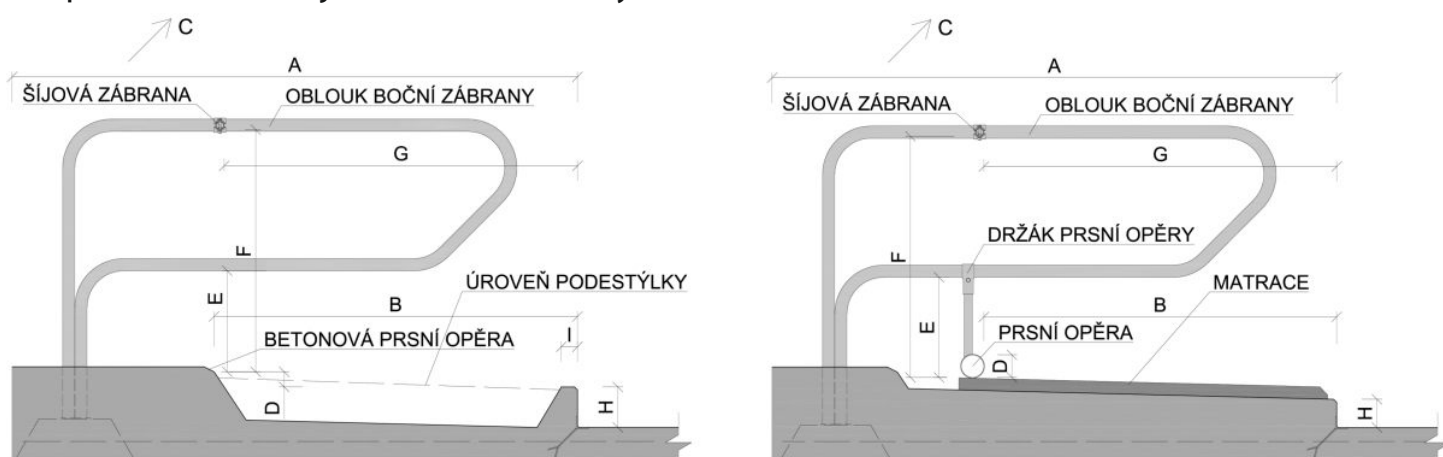 C
A
ŠÍJOVÁ ZÁBRANA
OBLOUK BOČNÍ ZÁBRANY
G
F
E
ÚROVEŇ PODESTÝLKY
B
BETONOVÁ PRSNÍ OPĚRA
I
D
H
C
A
ŠÍJOVÁ ZÁBRANA
OBLOUK BOČNÍ ZÁBRANY
G
DRŽÁK PRSNÍ OPĚRY
F
MATRACE
B
E
PRSNÍ OPĚRA
D
H